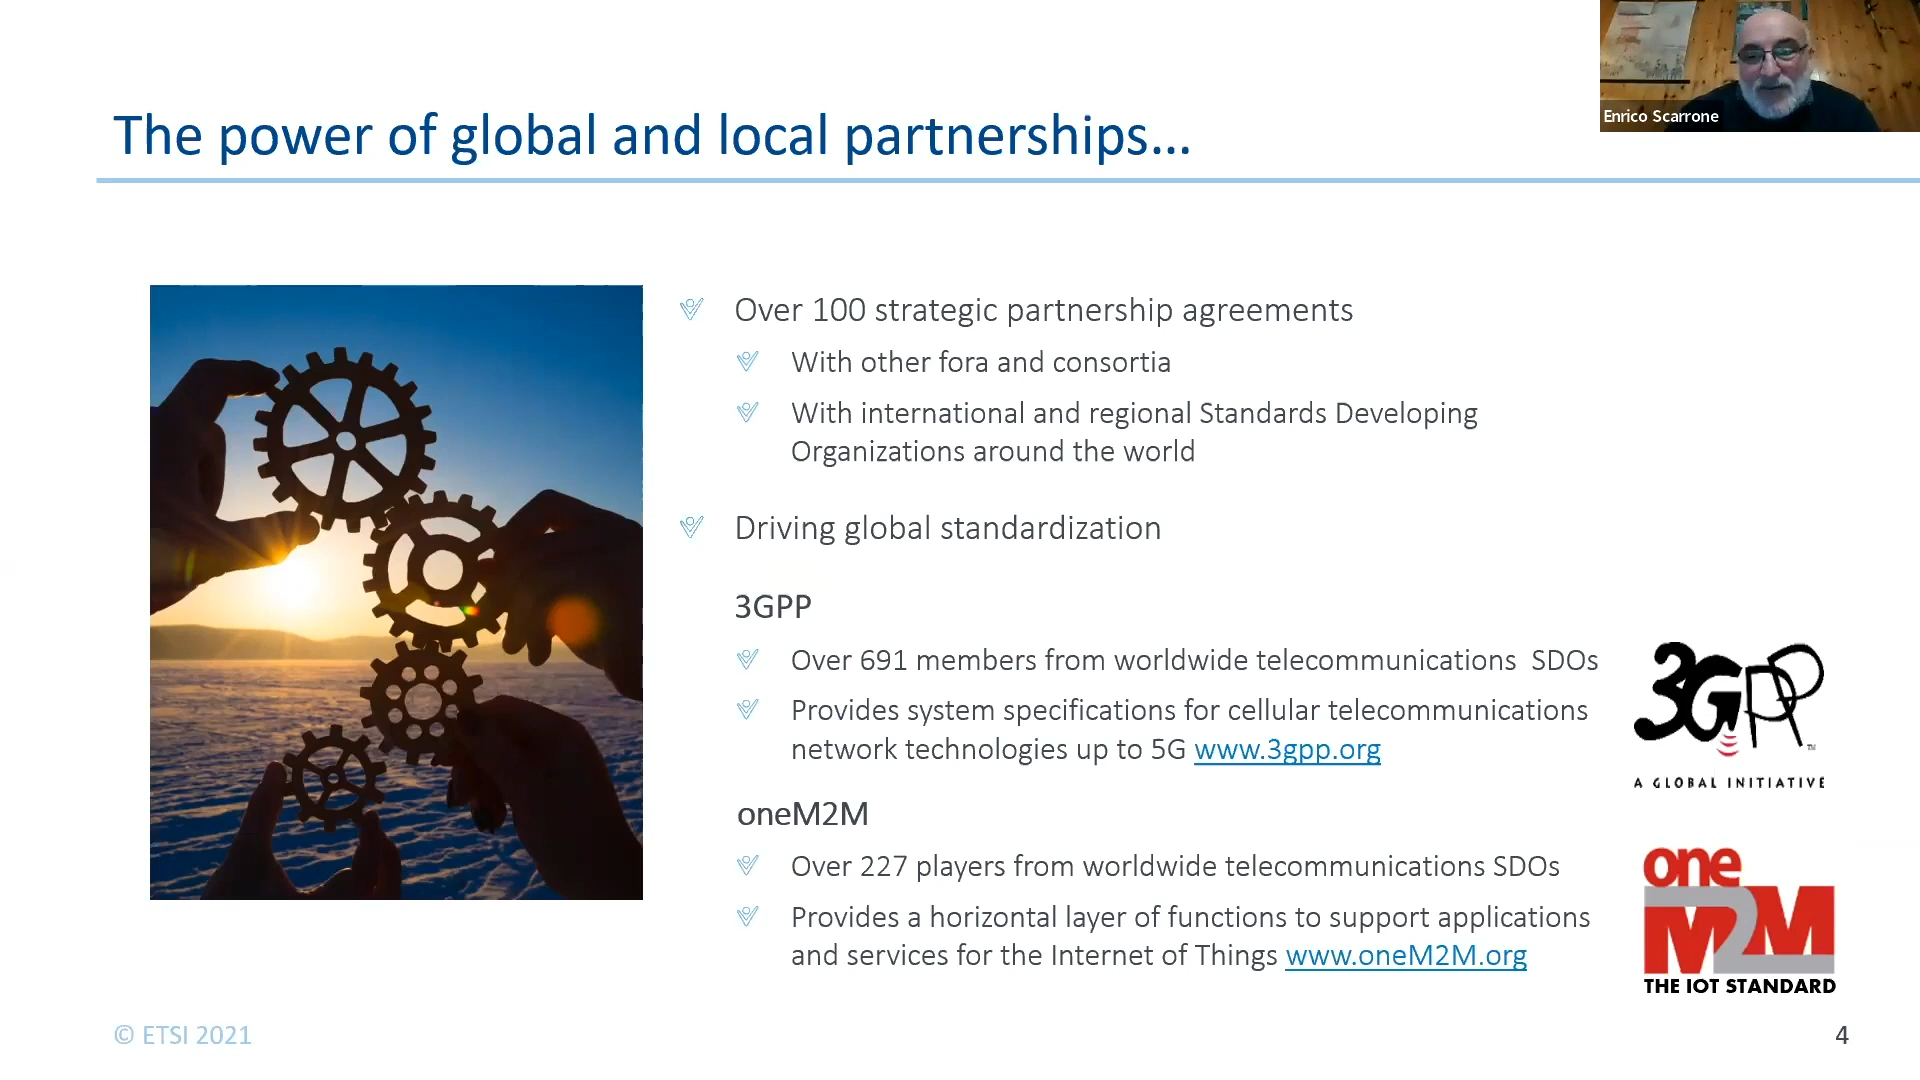 Enrico Scarrone
The power of global and local partnerships...
Over 100 strategic partnership agreements
With other fora and consortia
With international and regional Standards Developing
Organizations around the world
Driving global standardization
3GPP
Over 691 members from worldwide telecommunications SDOs
Provides system specifications for cellular telecommunications
network technologies up to 5G www.3gpp.org
3GPP
TM
A GLOBAL INITIATIVE
oneM2M
Over 227 players from worldwide telecommunications SDOs
Provides a horizontal layer of functions to support applications
and services for the Internet of Things www.oneM2M.org
one
M2M
THE IOT STANDARD
© ETSI 2021
4